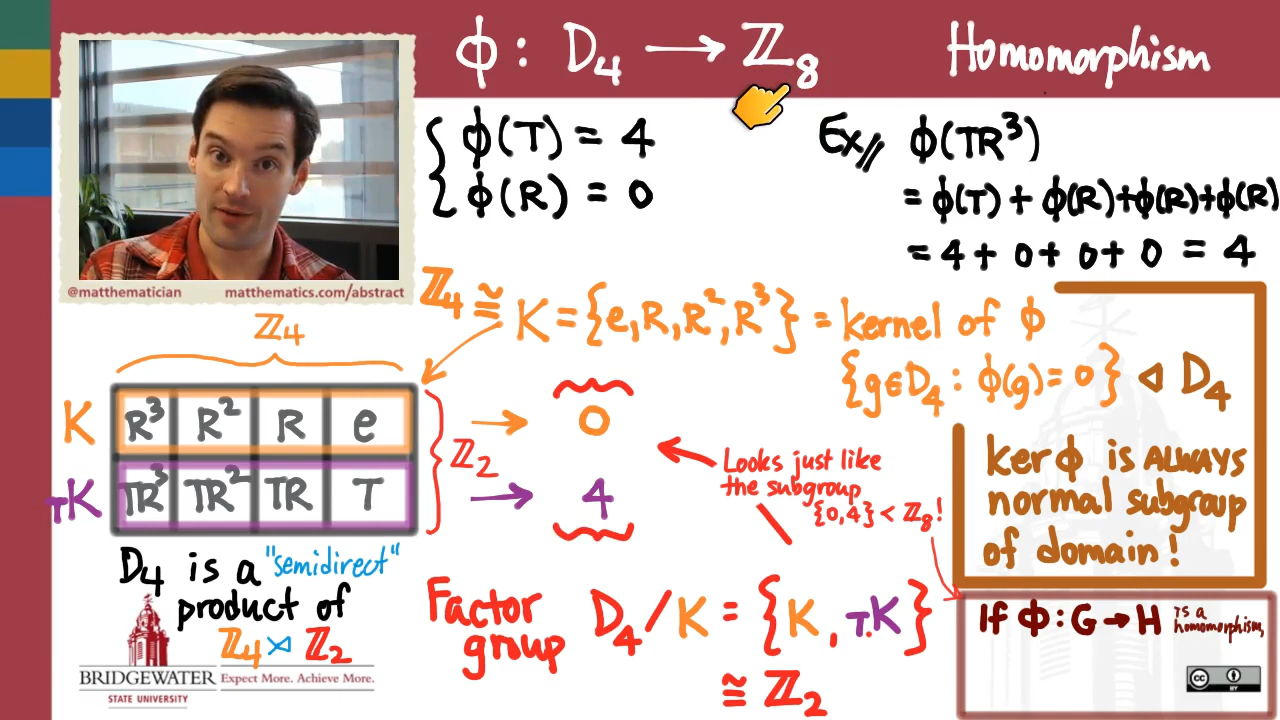 ϕ : D₄ → ℤ₈
Homomorphism
ϕ(T) = 4
ϕ(R) = 0
Ex// ϕ(TR³)
= ϕ(T) + ϕ(R)+ϕ(R)+ϕ(R)
= 4 + 0 + 0 + 0 = 4
@matthematician matthematics.com/abstract
ℤ₄ ≅ K = {e, R, R², R³} = kernel of ϕ
{g∈D₄ : ϕ(g) = 0} ◁ D₄
ker ϕ is ALWAYS
normal subgroup
of domain!
ℤ₄
K R³ R² R e
TK TR³ TR² TR T
ℤ₂
→ 0
→ 4
Looks just like
the subgroup
{0,4} < ℤ₈!
D₄ is a "semidirect"
product of
ℤ₄ ⋊ ℤ₂
BRIDGEWATER
STATE UNIVERSITY
Expect More. Achieve More.
Factor
group
D₄/K = {K, TK}
≅ ℤ₂
If ϕ : G → H is a
homomorphism,
CC BY